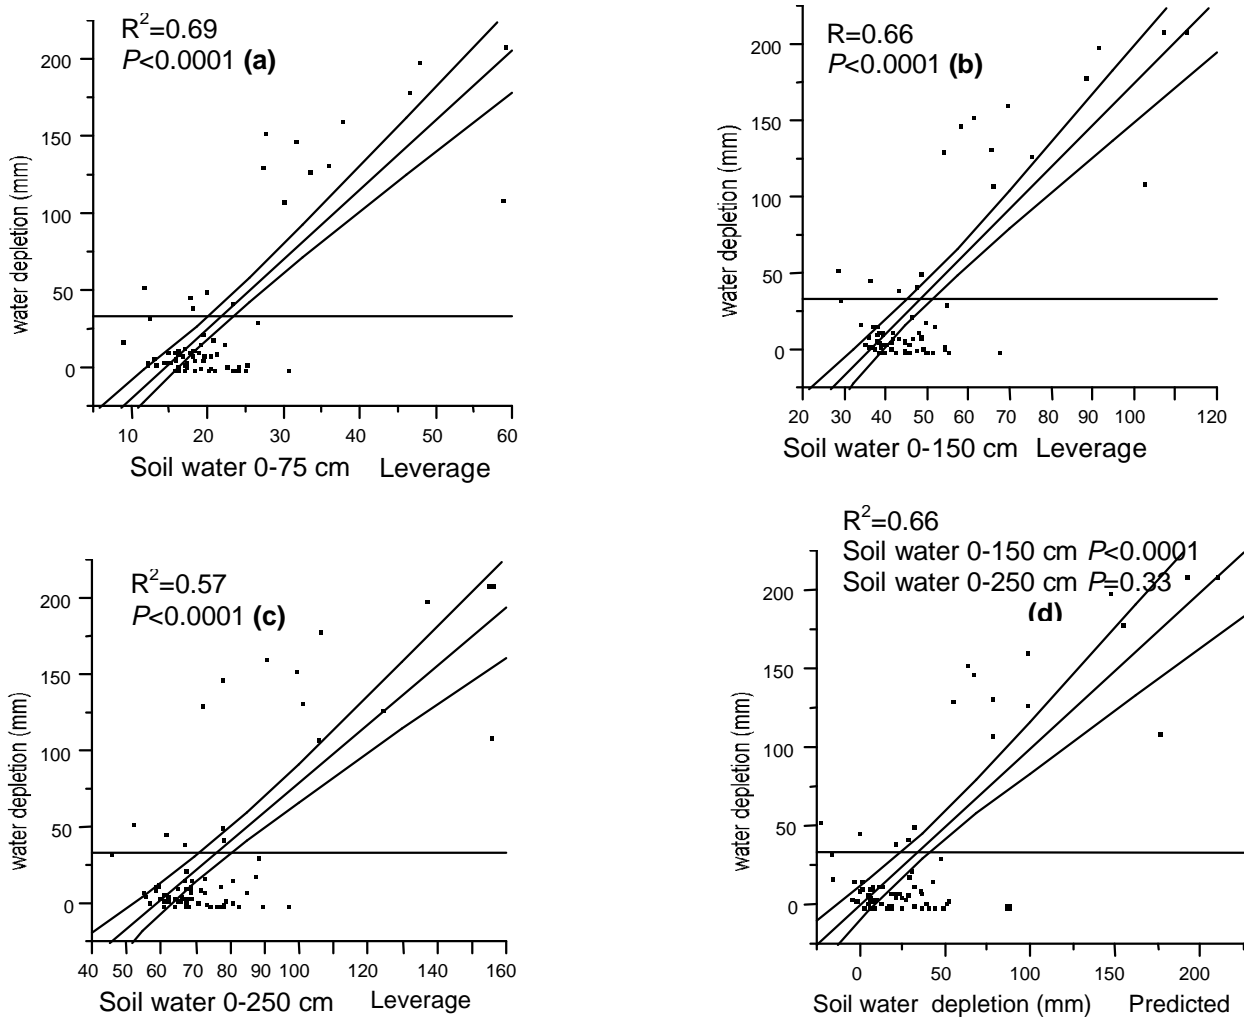 R²=0.69
P<0.0001 (a)
200
150
100
50
0
water depletion (mm)
10 20 30 40 50 60
Soil water 0-75 cm Leverage
R=0.66
P<0.0001 (b)
200
150
100
50
0
water depletion (mm)
20 30 40 50 60 70 80 90 100 120
Soil water 0-150 cm Leverage
R²=0.57
P<0.0001 (c)
200
150
100
50
0
water depletion (mm)
40 50 60 70 80 90 100 120 140 160
Soil water 0-250 cm Leverage
R²=0.66
Soil water 0-150 cm P<0.0001
Soil water 0-250 cm P=0.33
(d)
200
150
100
50
0
water depletion (mm)
0 50 100 150 200
Soil water depletion (mm) Predicted